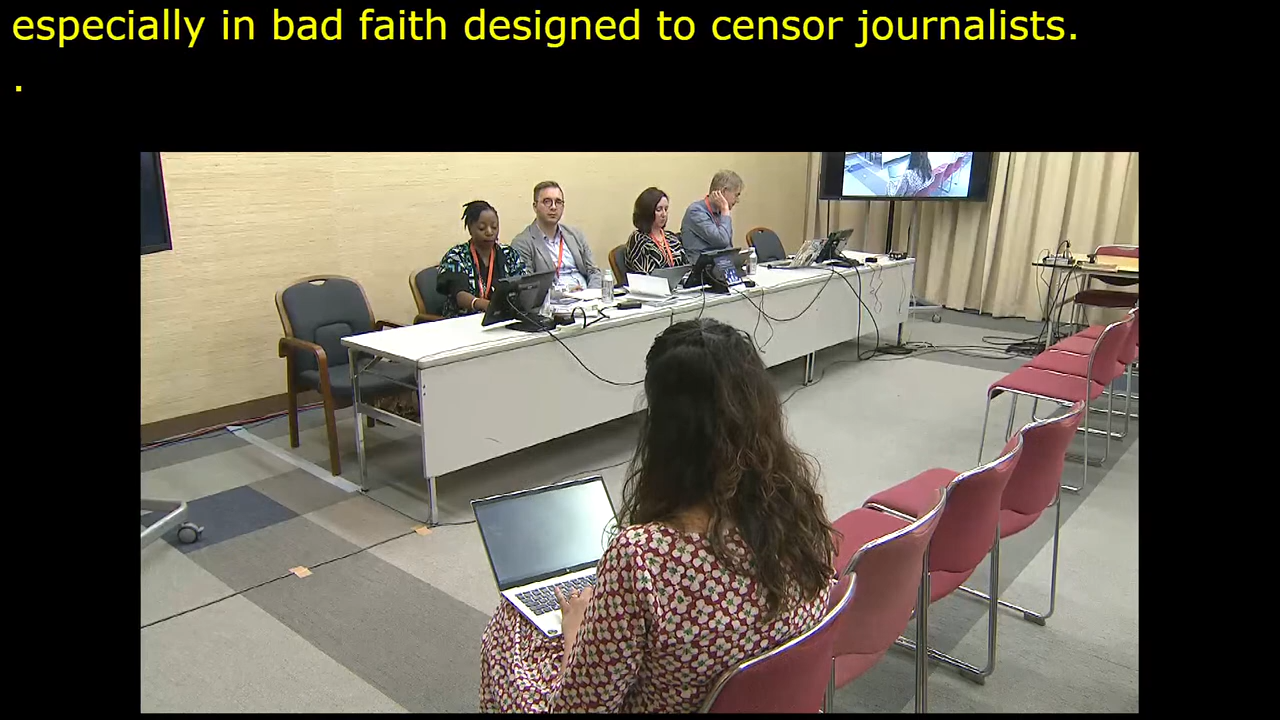 especially in bad faith designed to censor journalists.
.